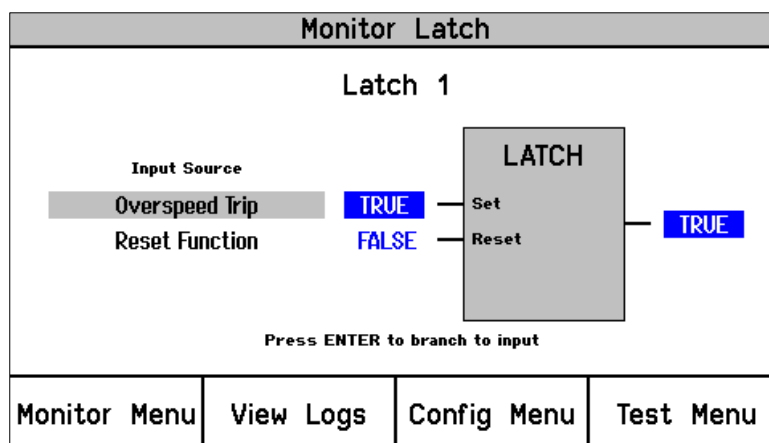 Monitor Latch
Latch 1
LATCH
Input Source
Overspeed Trip TRUE Set
TRUE
Reset Function FALSE Reset
Press ENTER to branch to input
Monitor Menu View Logs Config Menu Test Menu